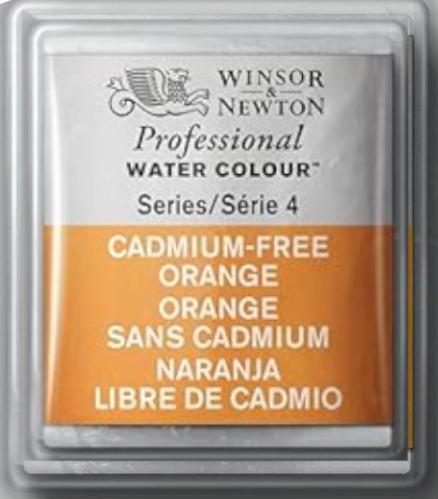 WINSOR
&
NEWTON
Professional
WATER COLOUR™
Series/Série 4
CADMIUM-FREE
ORANGE
ORANGE
SANS CADMIUM
NARANJA
LIBRE DE CADMIO